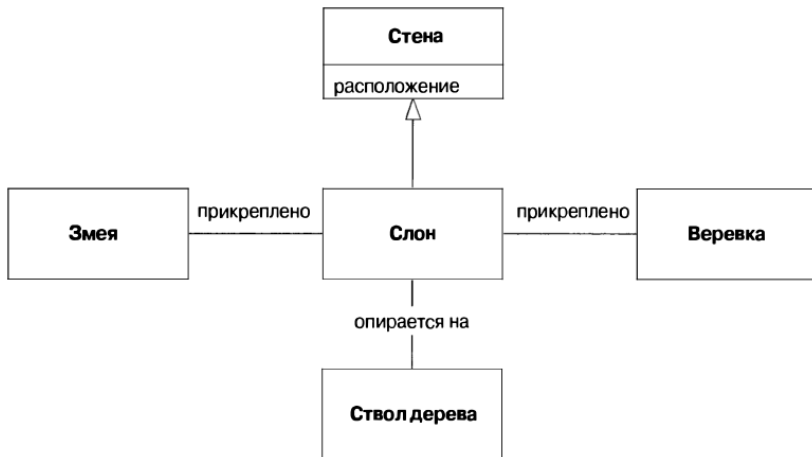 Стена
расположение
Змея
прикреплено
Слон
прикреплено
Веревка
опирается на
Ствол дерева